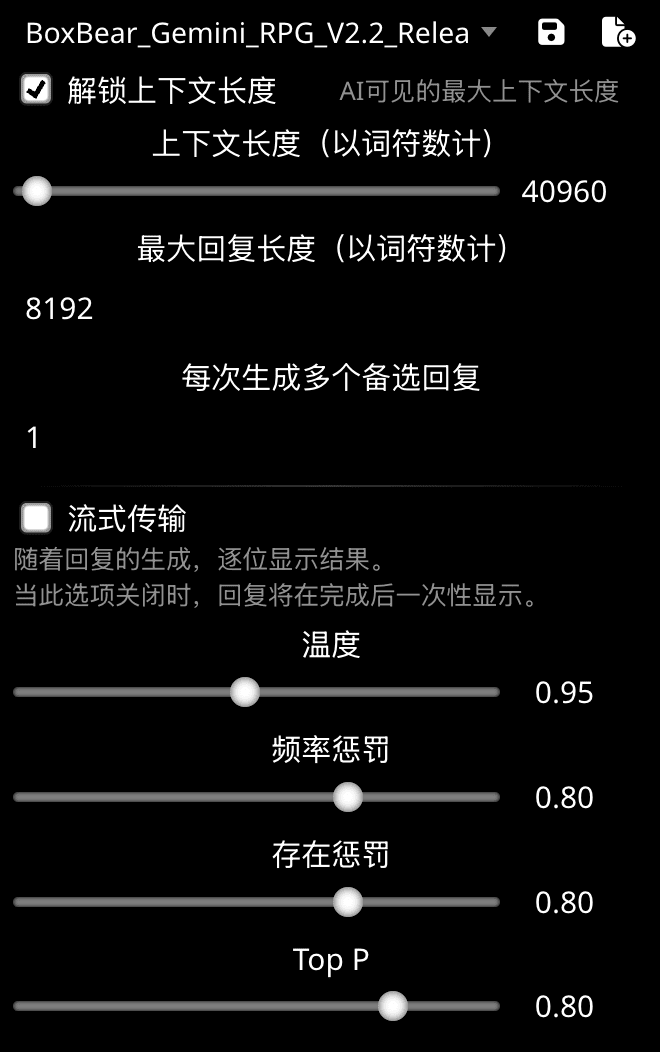 BoxBear_Gemini_RPG_V2.2_Relea
解锁上下文长度 AI可见的最大上下文长度
上下文长度（以词符数计）
40960
最大回复长度（以词符数计）
8192
每次生成多个备选回复
1
流式传输
随着回复的生成，逐位显示结果。
当此选项关闭时，回复将在完成后一次性显示。
温度
0.95
频率惩罚
0.80
存在惩罚
0.80
Top P
0.80